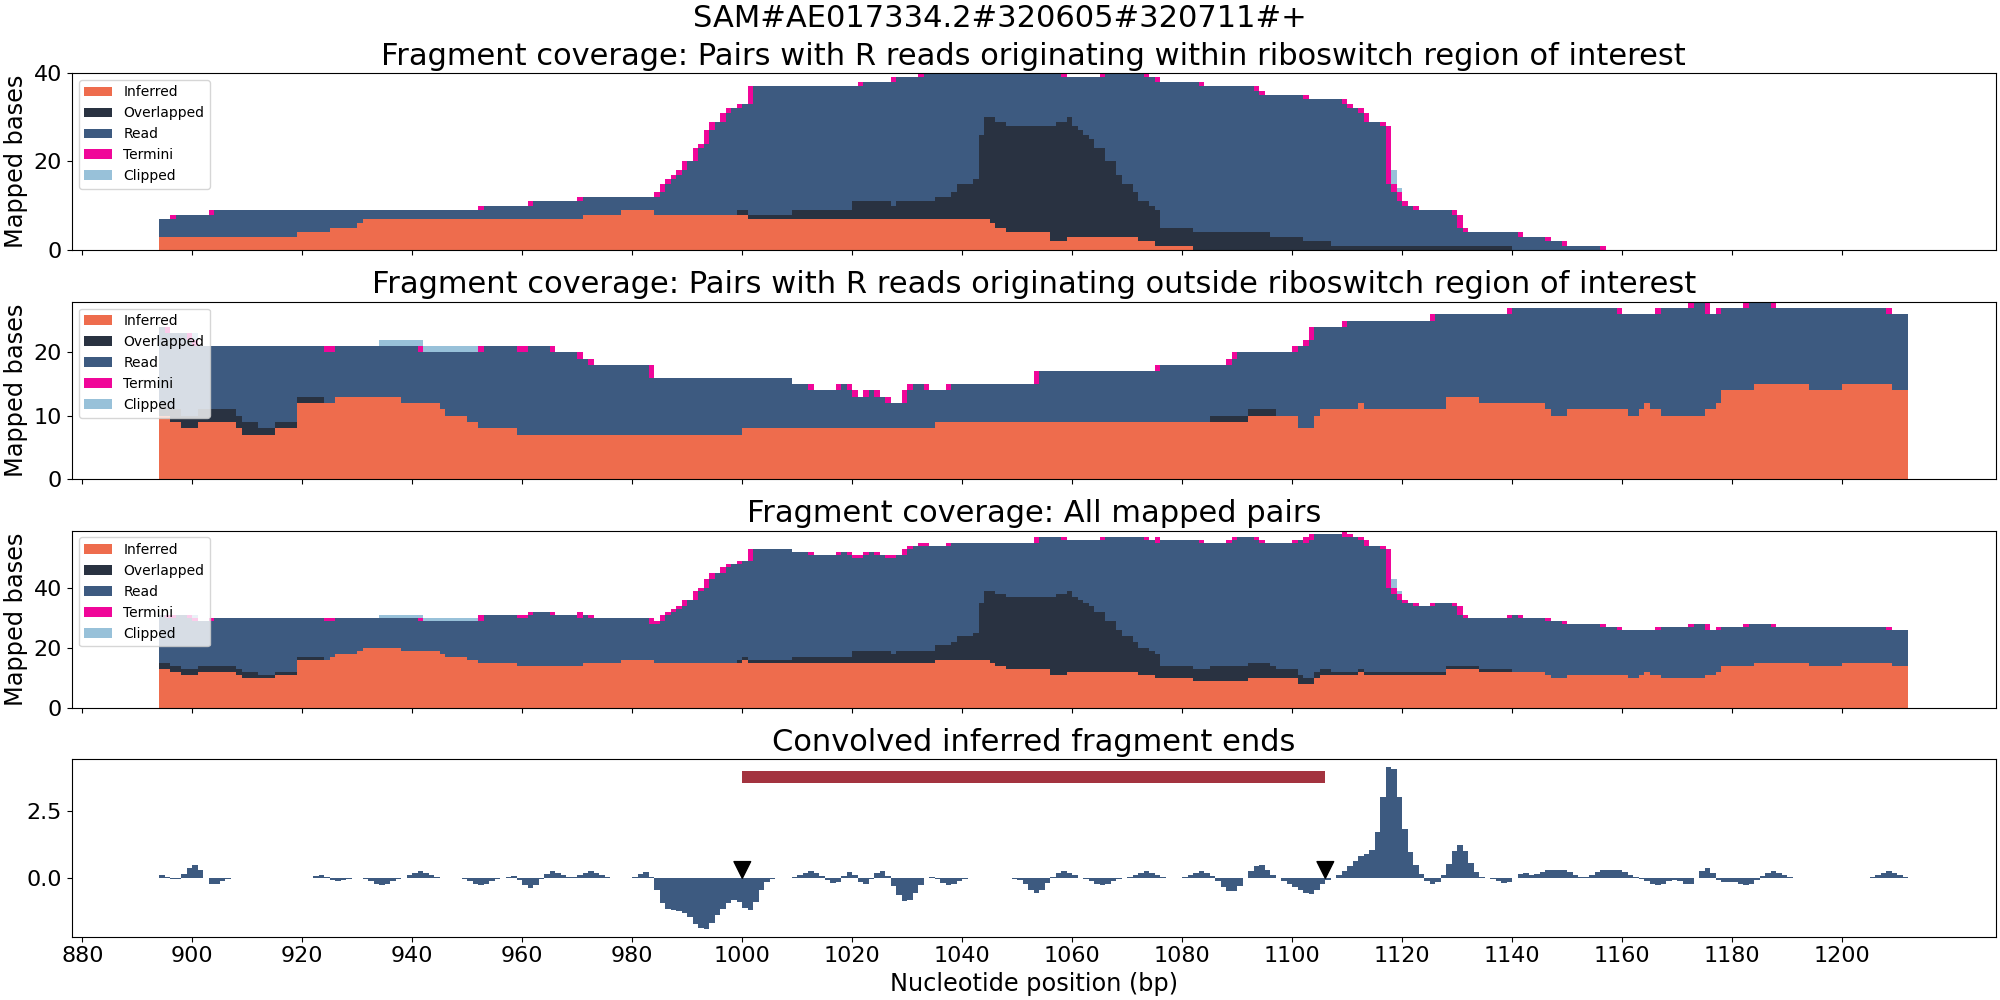 SAM#AE017334.2#320605#320711#+
Fragment coverage: Pairs with R reads originating within riboswitch region of interest
Mapped bases
40
20
0
Inferred
Overlapped
Read
Termini
Clipped
Fragment coverage: Pairs with R reads originating outside riboswitch region of interest
Mapped bases
20
10
0
Inferred
Overlapped
Read
Termini
Clipped
Fragment coverage: All mapped pairs
Mapped bases
40
20
0
Inferred
Overlapped
Read
Termini
Clipped
Convolved inferred fragment ends
2.5
0.0
880 900 920 940 960 980 1000 1020 1040 1060 1080 1100 1120 1140 1160 1180 1200
Nucleotide position (bp)